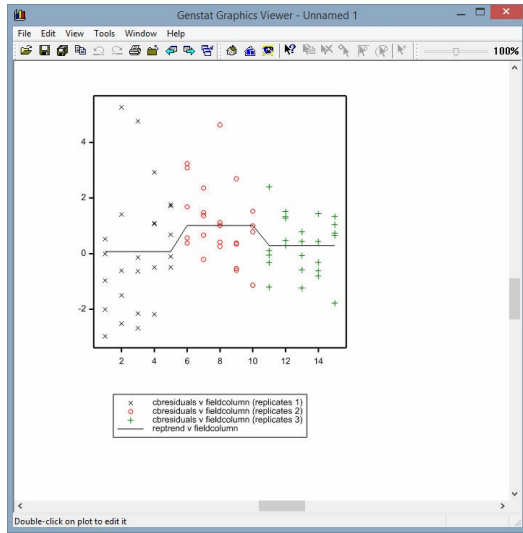 Genstat Graphics Viewer - Unnamed 1
File Edit View Tools Window Help
100%
4
2
0
-2
2 4 6 8 10 12 14
cbresiduals v fieldcolumn (replicates 1)
cbresiduals v fieldcolumn (replicates 2)
cbresiduals v fieldcolumn (replicates 3)
reptrend v fieldcolumn
Double-click on plot to edit it